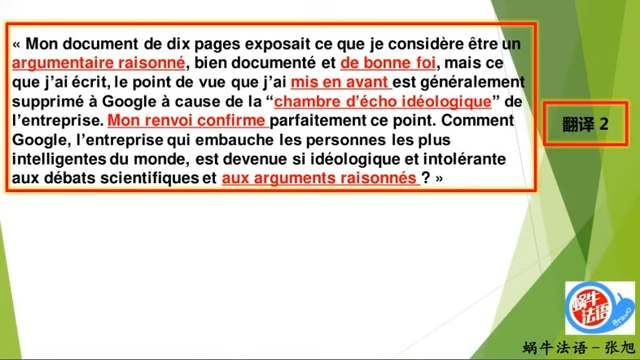 « Mon document de dix pages exposait ce que je considère être un
argumentaire raisonné, bien documenté et de bonne foi, mais ce
que j’ai écrit, le point de vue que j’ai mis en avant est généralement
supprimé à Google à cause de la “chambre d’écho idéologique” de
l’entreprise. Mon renvoi confirme parfaitement ce point. Comment
Google, l’entreprise qui embauche les personnes les plus
intelligentes du monde, est devenue si idéologique et intolérante
aux débats scientifiques et aux arguments raisonnés ? »
翻译 2
蜗牛
法语
蜗牛法语 – 张旭